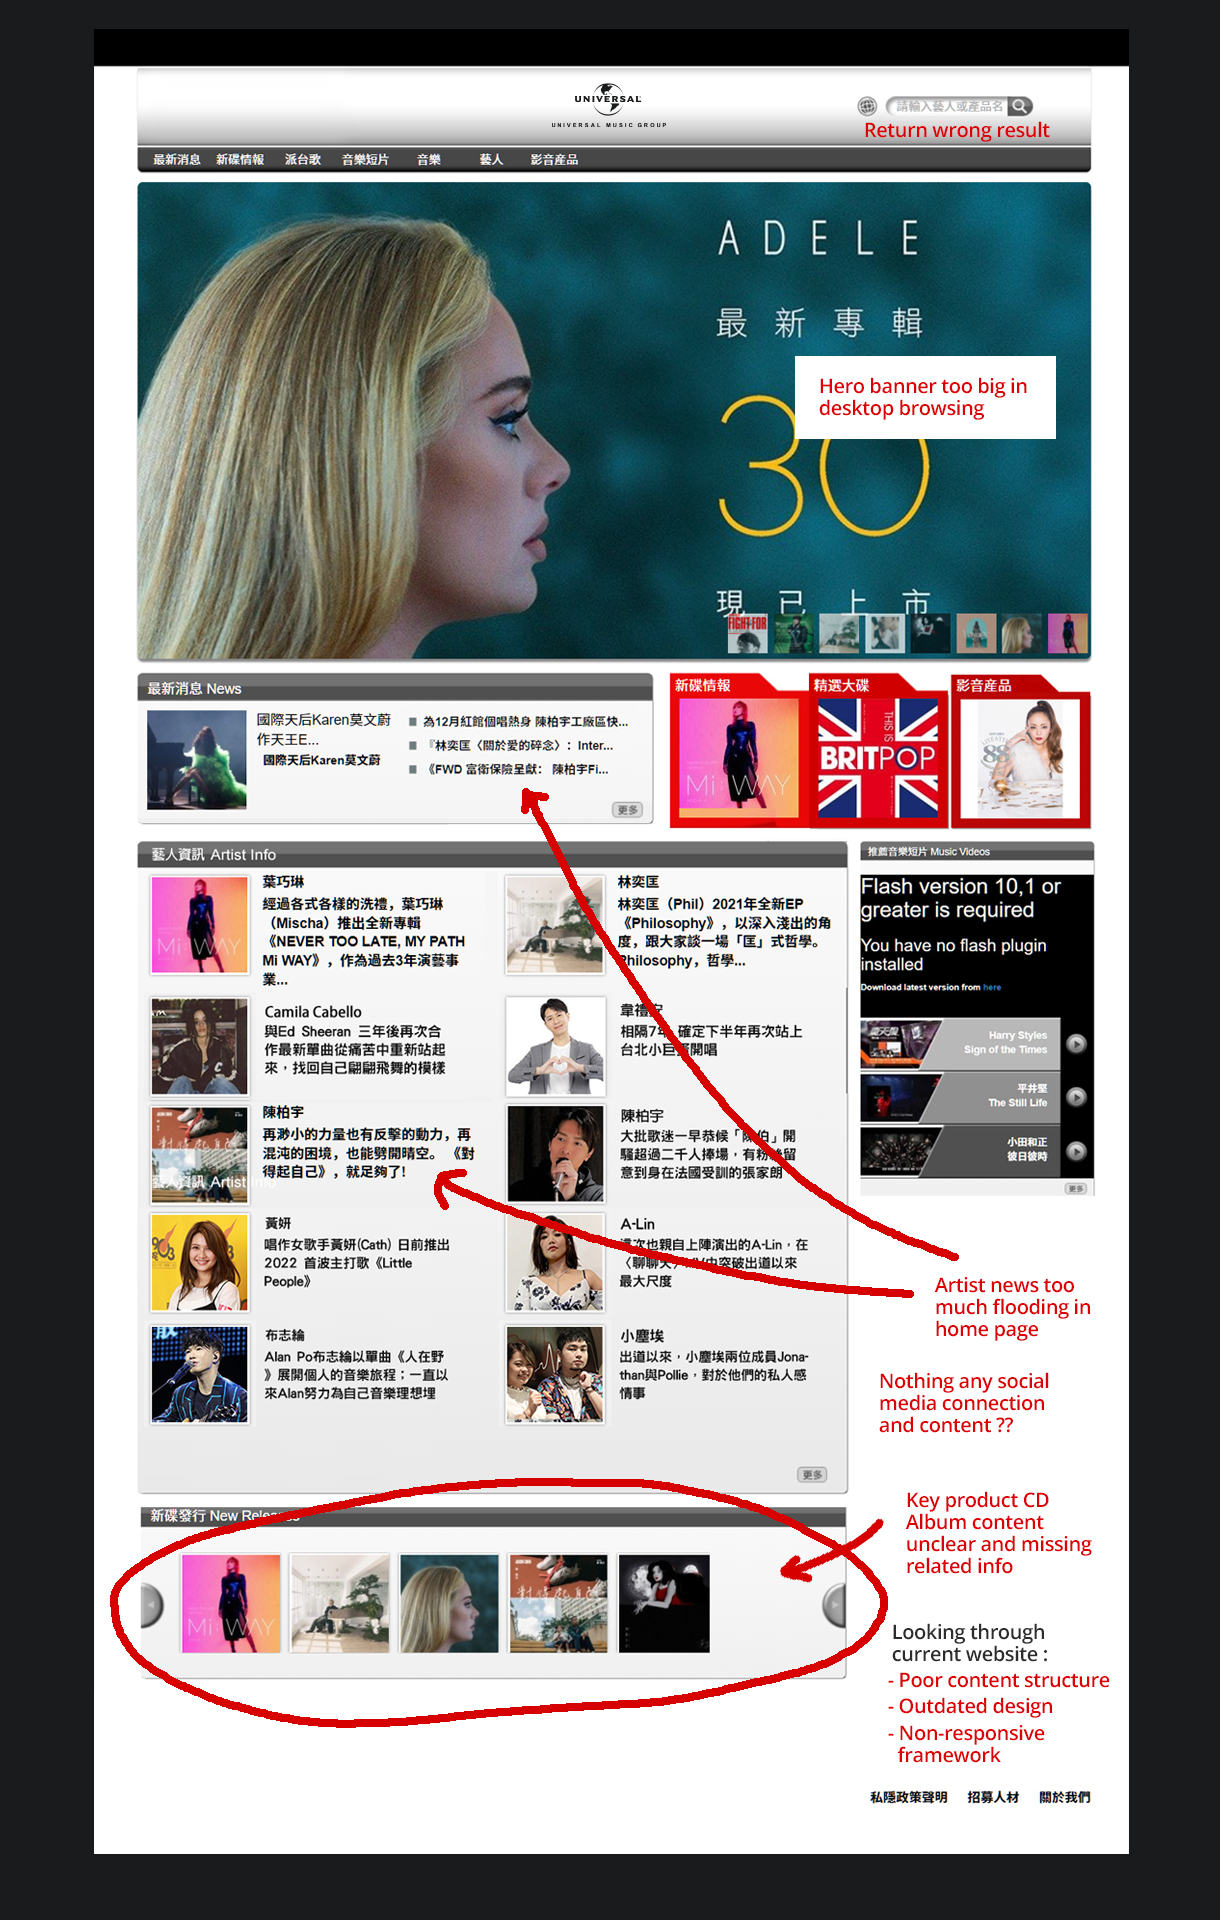 UNIVERSAL
UNIVERSAL MUSIC GROUP
請輸入藝人或產品名
Return wrong result
最新消息 新碟情報 派台歌 音樂短片 音樂 藝人 影音產品
ADELE
最新專輯
Hero banner too big in
desktop browsing
30
現已上市
FIGHT FOR
最新消息 News
國際天后Karen莫文蔚
作天王E...
國際天后Karen莫文蔚
為12月紅館個唱熱身 陳柏宇工廠區快...
『林奕匡〈關於愛的碎念〉：Inter...
《FWD 富衛保險呈獻： 陳柏宇Fi...
更多
新碟情報
Mi WAY
精選大碟
THIS IS
BRITPOP
影音產品
88
藝人資訊 Artist Info
Mi WAY
葉巧琳
經過各式各樣的洗禮，葉巧琳
（Mischa）推出全新專輯
《NEVER TOO LATE, MY PATH
Mi WAY》，作為過去3年演藝事
業...
林奕匡
林奕匡（Phil）2021年全新EP
《Philosophy》，以深入淺出的角
度，跟大家談一場「匡」式哲學。
Philosophy，哲學...
Camila Cabello
與Ed Sheeran 三年後再次合
作最新單曲從痛苦中重新站起
來，找回自己翩翩飛舞的模樣
韋禮安
相隔7年 確定下半年再次站上
台北小巨蛋開唱
陳柏宇
再渺小的力量也有反擊的動力，再
混沌的困境，也能劈開晴空。《對
得起自己》，就足夠了!
藝人資訊 Artist Info
陳柏宇
大批歌迷一早恭候「陳伯」開
騷超過二千人捧場，有粉絲留
意到身在法國受訓的張家朗
黃妍
唱作女歌手黃妍(Cath) 日前推出
2022 首波主打歌《Little
People》
903
A-Lin
這次也親自上陣演出的A-Lin，在
〈聊聊天〉MV中突破出道以來
最大尺度
布志綸
Alan Po布志綸以單曲《人在野
》展開個人的音樂旅程；一直以
來Alan努力為自己音樂理想埋
小塵埃
出道以來，小塵埃兩位成員Jona-
than與Pollie，對於他們的私人感
情事
更多
推薦音樂短片 Music Videos
Flash version 10,1 or
greater is required
You have no flash plugin
installed
Download latest version from here
Harry Styles
Sign of the Times
平井堅
The Still Life
小田和正
彼日彼時
更多
Artist news too
much flooding in
home page
Nothing any social
media connection
and content ??
新碟發行 New Releases
Mi WAY
Key product CD
Album content
unclear and missing
related info
Looking through
current website :
- Poor content structure
- Outdated design
- Non-responsive
framework
私隱政策聲明 招募人材 關於我們